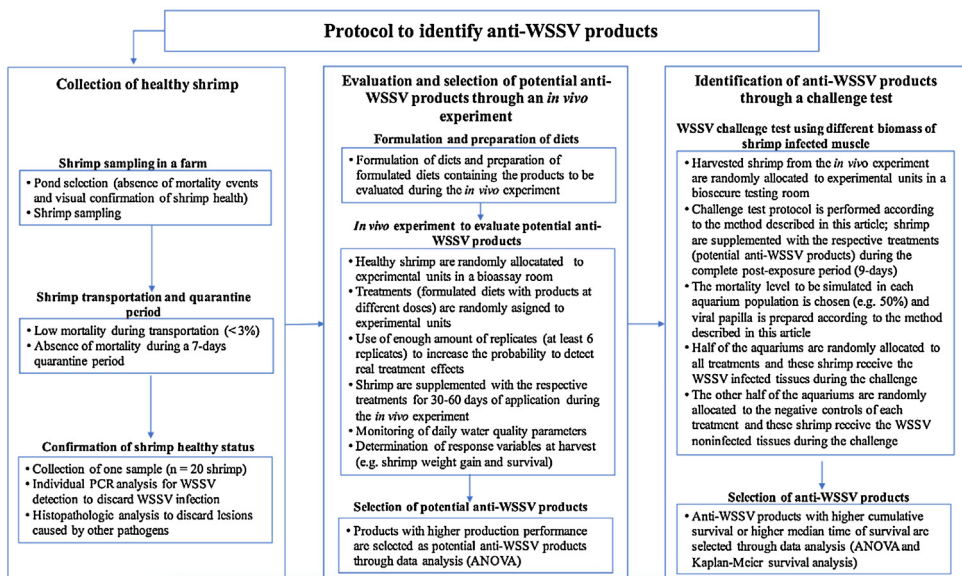 Protocol to identify anti-WSSV products
Collection of healthy shrimp
Shrimp sampling in a farm
• Pond selection (absence of mortality events
and visual confirmation of shrimp health)
• Shrimp sampling
Shrimp transportation and quarantine
period
• Low mortality during transportation (<3%)
• Absence of mortality during a 7-days
quarantine period
Confirmation of shrimp healthy status
• Collection of one sample (n = 20 shrimp)
• Individual PCR analysis for WSSV
detection to discard WSSV infection
• Histopathologic analysis to discard lesions
caused by other pathogens
Evaluation and selection of potential anti-
WSSV products through an in vivo
experiment
Formulation and preparation of diets
• Formulation of diets and preparation of
formulated diets containing the products to
be evaluated during the in vivo experiment
In vivo experiment to evaluate potential anti-
WSSV products
• Healthy shrimp are randomly allocatated to
experimental units in a bioassay room
• Treatments (formulated diets with products at
different doses) are randomly asigned to
experimental units
• Use of enough amount of replicates (at least 6
replicates) to increase the probability to detect
real treatment effects
• Shrimp are supplemented with the respective
treatments for 30-60 days of application during
the in vivo experiment
• Monitoring of daily water quality parameters
• Determination of response variables at harvest
(e.g. shrimp weight gain and survival)
Selection of potential anti-WSSV products
• Products with higher production performance
are selected as potential anti-WSSV products
through data analysis (ANOVA)
Identification of anti-WSSV products
through a challenge test
WSSV challenge test using different biomass of
shrimp infected muscle
• Harvested shrimp from the in vivo experiment
are randomly allocated to experimental units in a
biosecure testing room
• Challenge test protocol is performed according
to the method described in this article; shrimp
are supplemented with the respective treatments
(potential anti-WSSV products) during the
complete post-exposure period (9-days)
• The mortality level to be simulated in each
aquarium population is chosen (e.g. 50%) and
viral papilla is prepared according to the method
described in this article
• Half of the aquariums are randomly allocated to
all treatments and these shrimp receive the
WSSV infected tissues during the challenge
• The other half of the aquariums are randomly
allocated to the negative controls of each
treatment and these shrimp receive the WSSV
noninfected tissues during the challenge
Selection of anti-WSSV products
• Anti-WSSV products with higher cumulative
survival or higher median time of survival are
selected through data analysis (ANOVA and
Kaplan-Meier survival analysis)